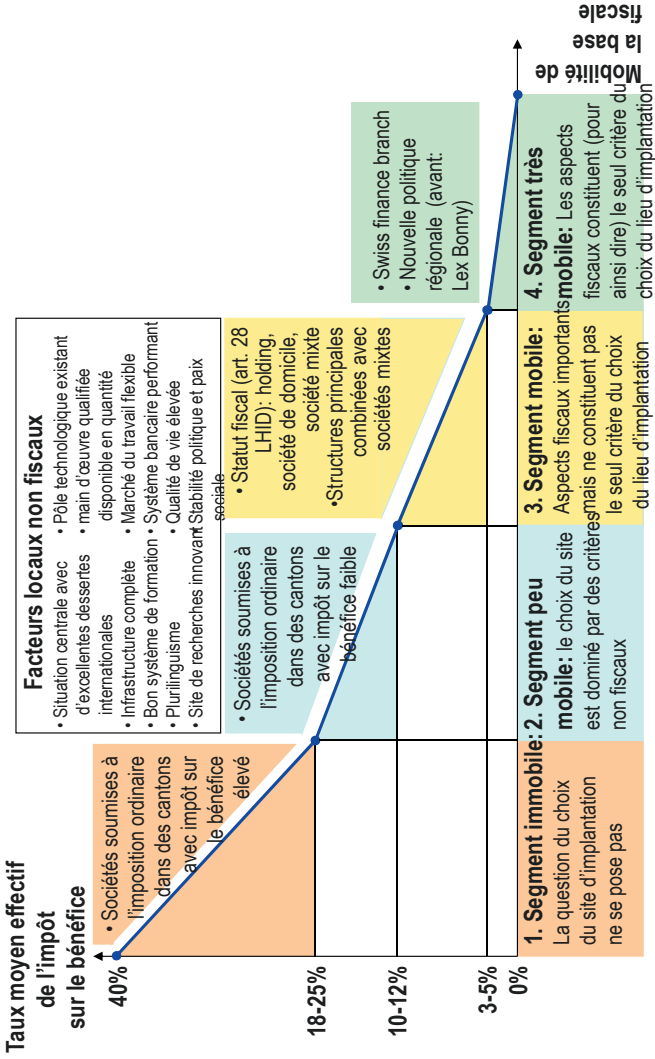 Taux moyen effectif
de l'impôt
sur le bénéfice
40%
18-25%
10-12%
3-5%
0%
• Sociétés soumises à
l'imposition ordinaire
dans des cantons
avec impôt sur
le bénéfice
élevé
Facteurs locaux non fiscaux
• Situation centrale avec
d'excellentes dessertes
internationales
• Infrastructure complète
• Bon système de formation
• Plurilinguisme
• Site de recherches innovant
• Pôle technologique existant
• main d'œuvre qualifiée
disponible en quantité
• Marché du travail flexible
• Système bancaire performant
• Qualité de vie élevée
• Stabilité politique et paix
sociale
• Sociétés soumises à
l'imposition ordinaire
dans des cantons
avec impôt sur le
bénéfice faible
• Statut fiscal (art. 28
LHID): holding,
société de domicile,
société mixte
•Structures principales
combinées avec
sociétés mixtes
• Swiss finance branch
• Nouvelle politique
régionale (avant:
Lex Bonny)
1. Segment immobile:
La question du choix
du site d'implantation
ne se pose pas
2. Segment peu
mobile: le choix du site
est dominé par des critères
non fiscaux
3. Segment mobile:
Aspects fiscaux importants
mais ne constituent pas
le seul critère du choix
du lieu d'implantation
4. Segment très
mobile: Les aspects
fiscaux constituent (pour
ainsi dire) le seul critère du
choix du lieu d'implantation
Mobilité de
la base
fiscale